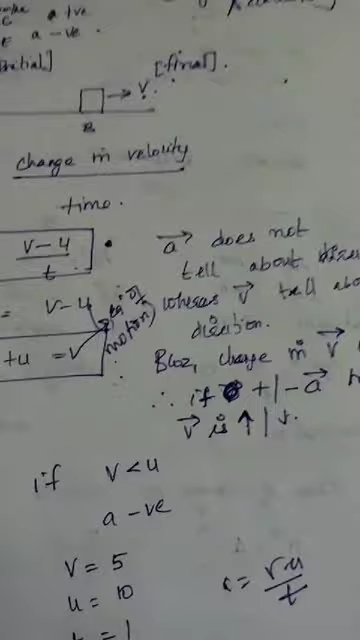 a +ve
a -ve.
[final].
V
B
change in velocity
time.
V-u
t
a→ does not
tell about
= V-u
whereas V→ tell
motion)
direction.
+u = V
Bcoz, change in V→
∴ if +|- a→
V→ is ↑|↓.
if V<u
a -ve
V = 5
u = 10
t = 1